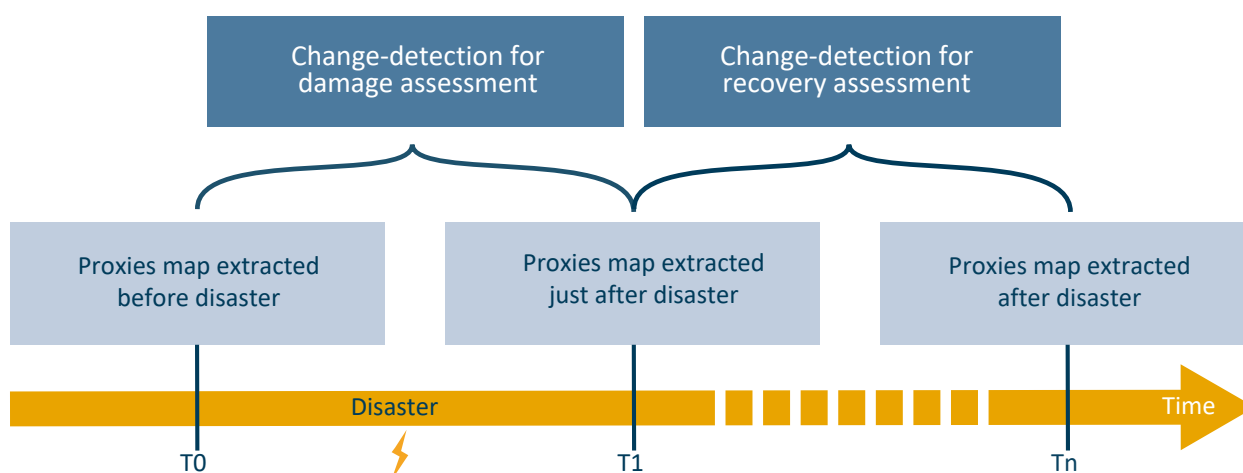 Change-detection for
damage assessment
Change-detection for
recovery assessment
Proxies map extracted
before disaster
Proxies map extracted
just after disaster
Proxies map extracted
after disaster
Disaster
Time
T0
T1
Tn